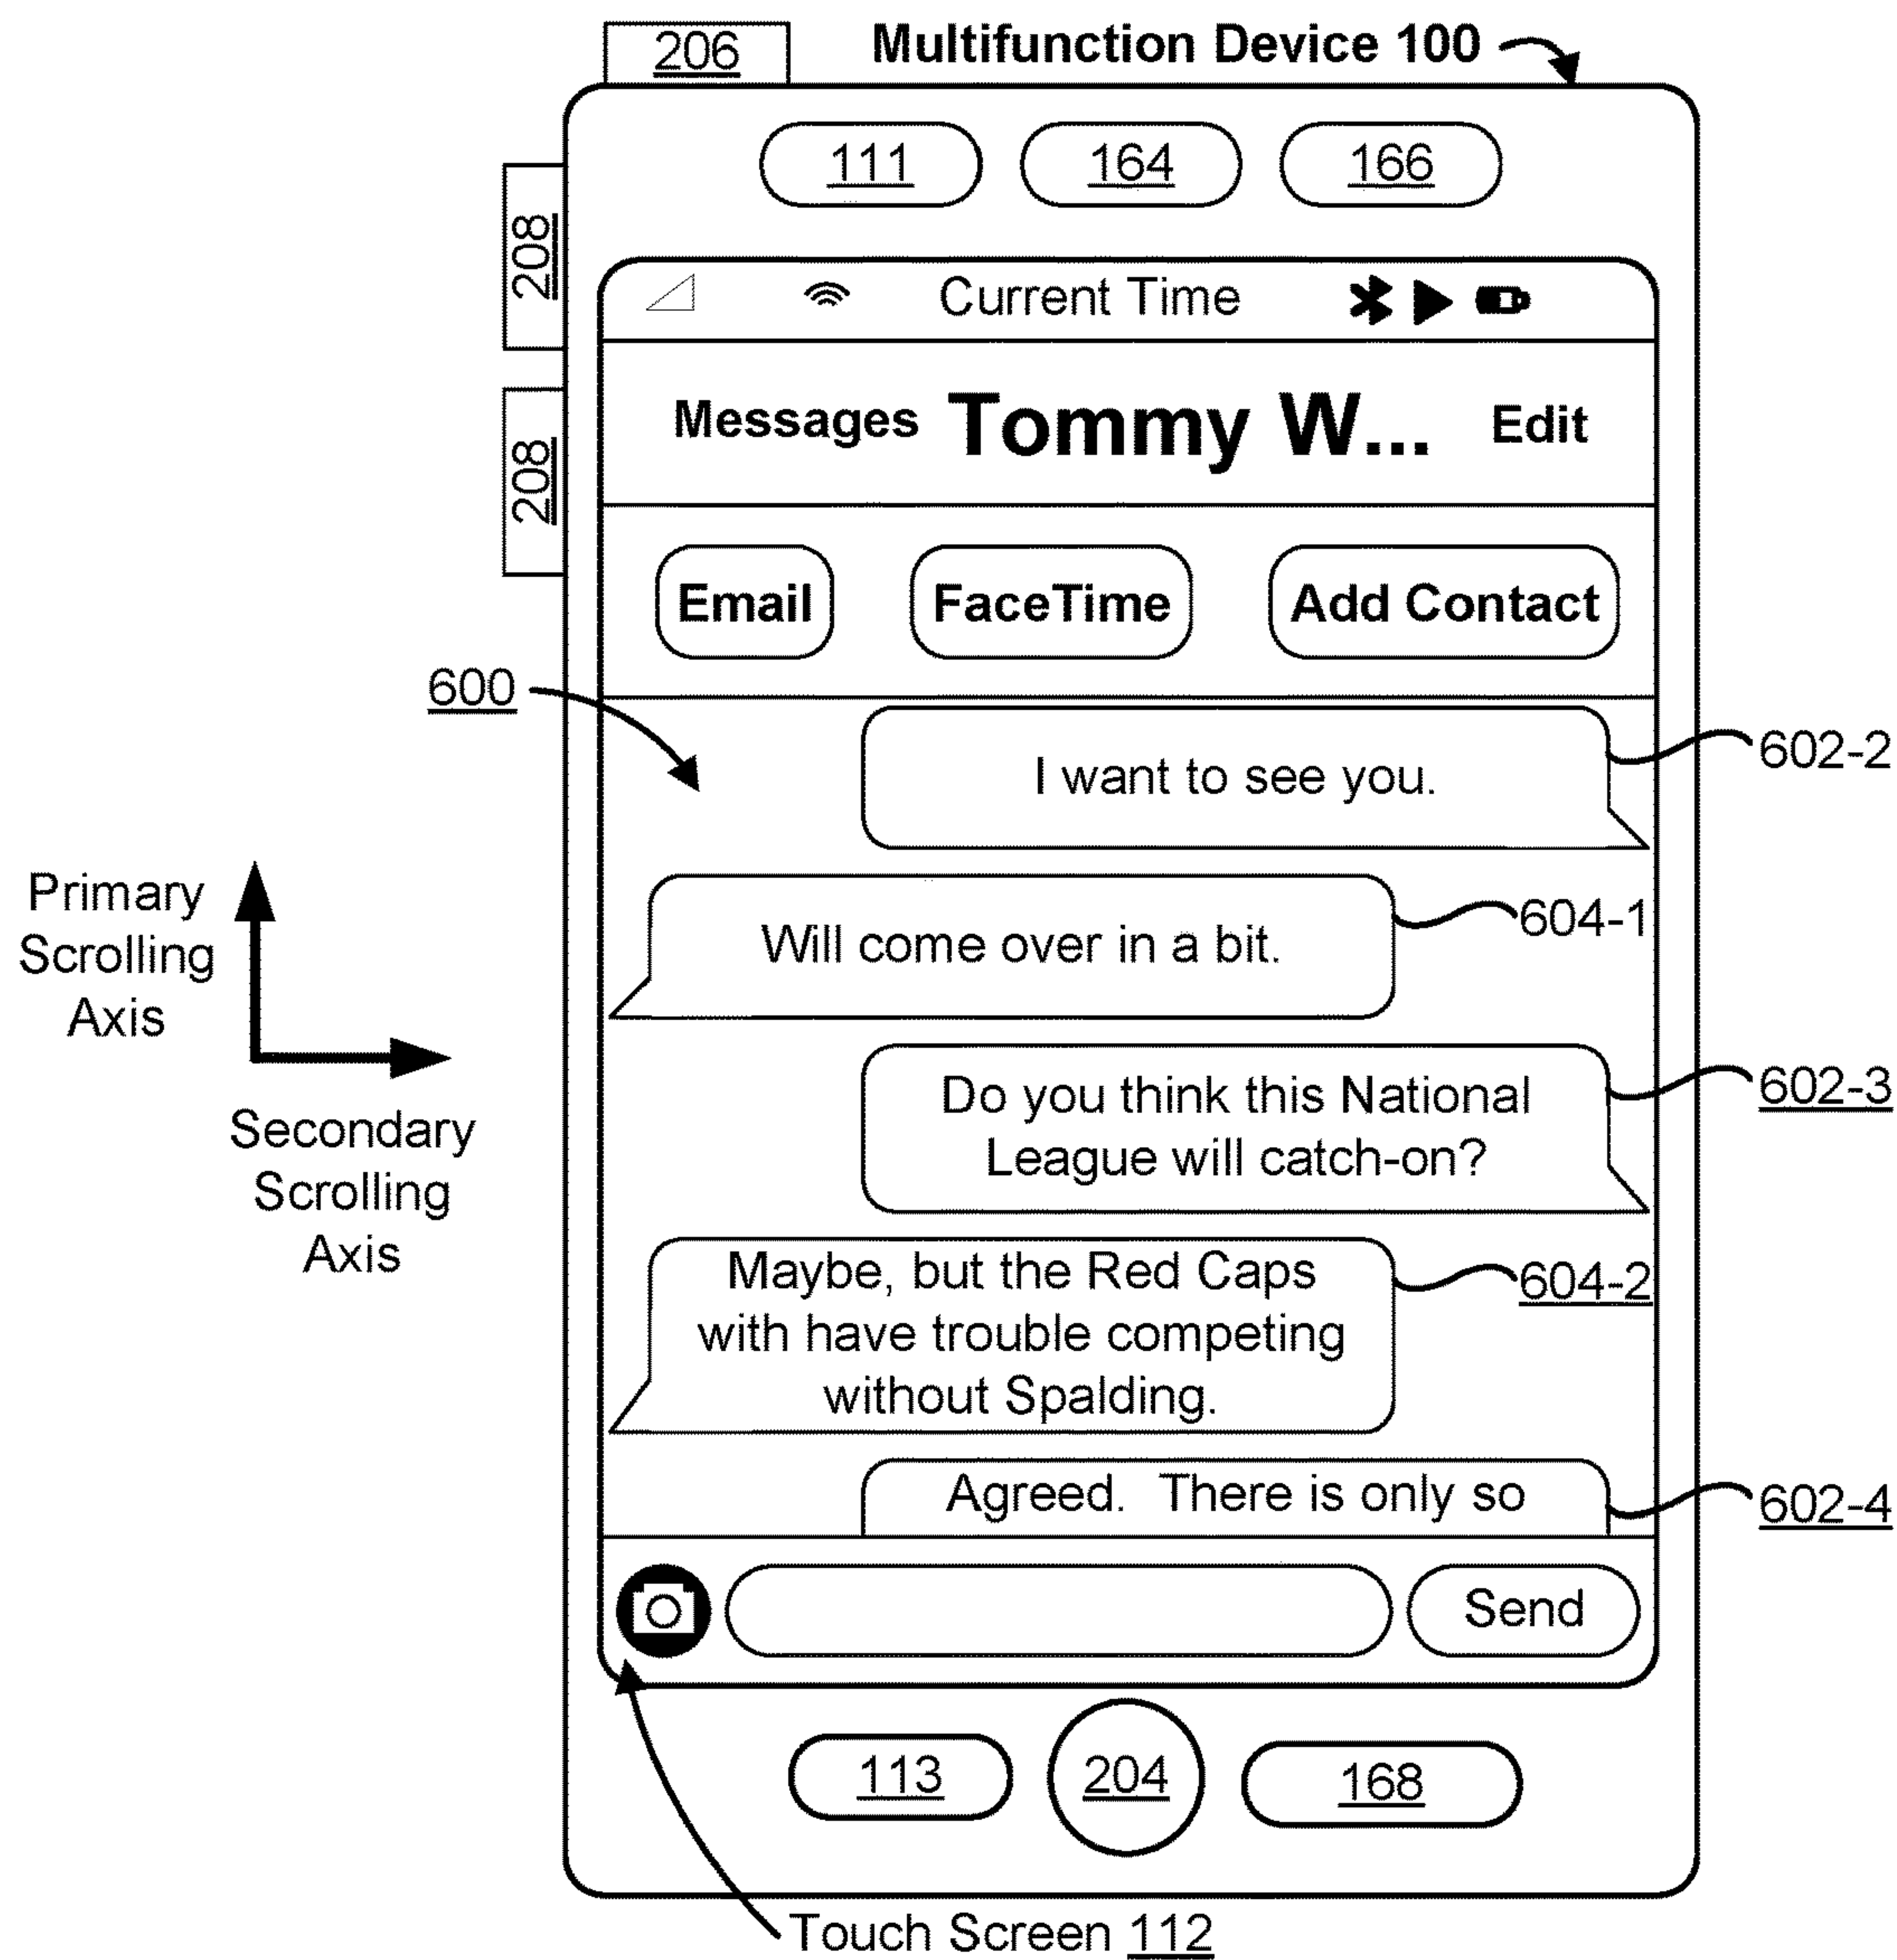 206
Multifunction Device 100
111
164
166
208
208
Current Time
Messages
Tommy W...
Edit
Email
FaceTime
Add Contact
600
I want to see you.
602-2
Will come over in a bit.
604-1
Primary
Scrolling
Axis
Secondary
Scrolling
Axis
Do you think this National
League will catch-on?
602-3
Maybe, but the Red Caps
with have trouble competing
without Spalding.
604-2
Agreed. There is only so
602-4
Send
113
204
168
Touch Screen 112